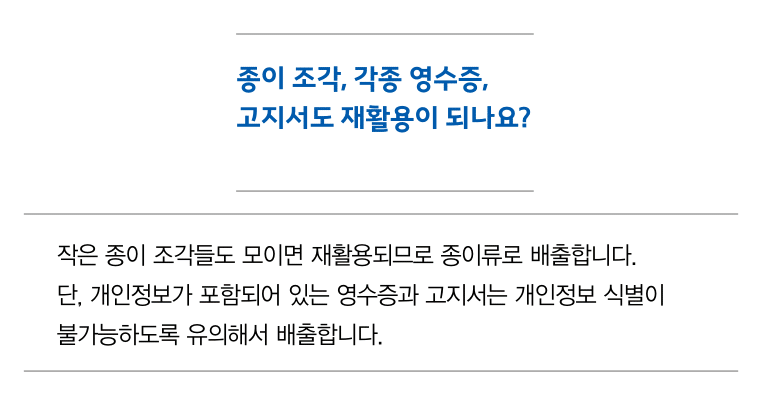 종이 조각, 각종 영수증,
고지서도 재활용이 되나요?
작은 종이 조각들도 모이면 재활용되므로 종이류로 배출합니다.
단, 개인정보가 포함되어 있는 영수증과 고지서는 개인정보 식별이
불가능하도록 유의해서 배출합니다.